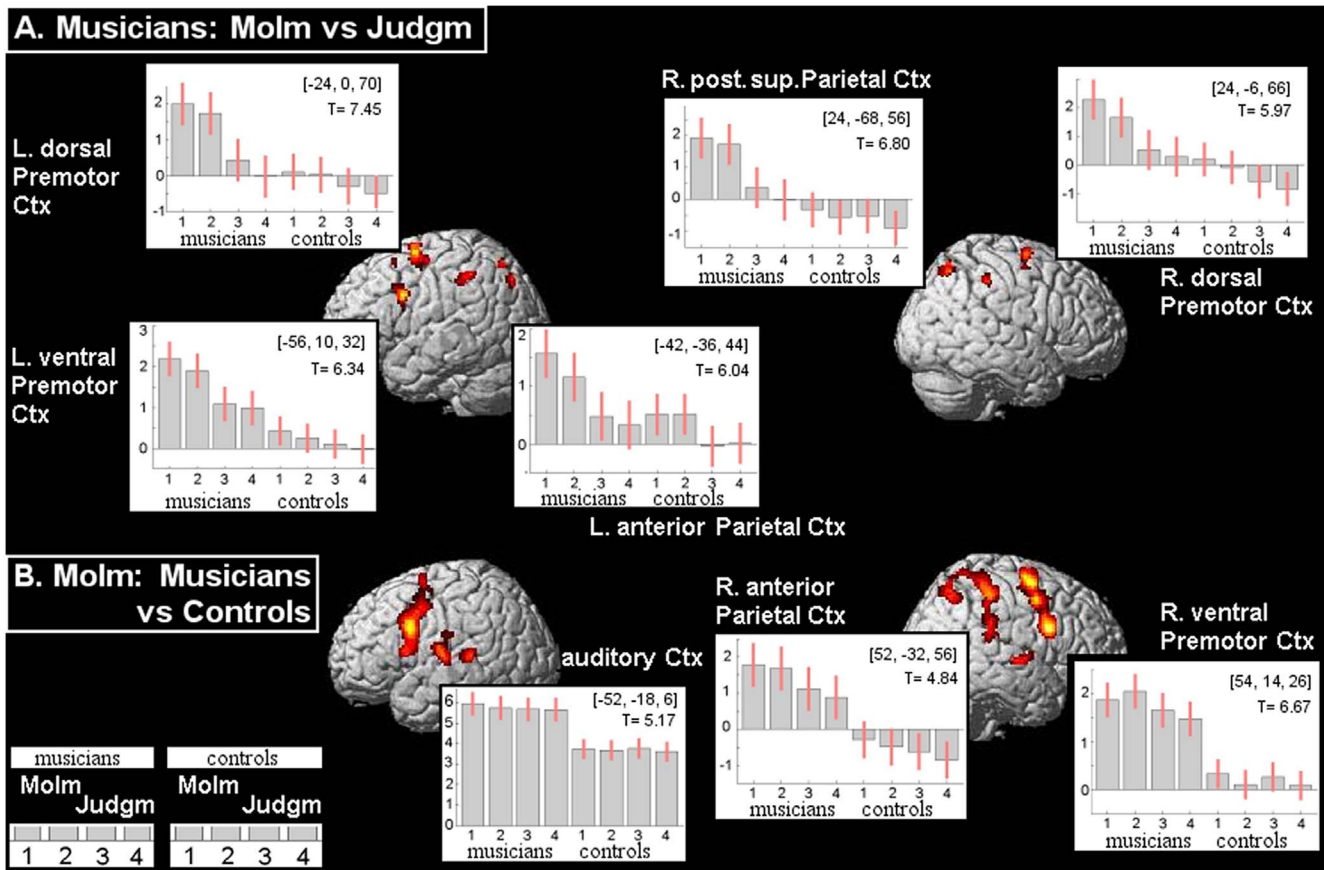 A. Musicians: Molm vs Judgm
L. dorsal
Premotor
Ctx
[-24, 0, 70]
T= 7.45
2
1
0
-1
1 2 3 4 1 2 3 4
musicians controls
R. post. sup. Parietal Ctx
[24, -68, 56]
T= 6.80
2
1
0
-1
1 2 3 4 1 2 3 4
musicians controls
[24, -6, 66]
T= 5.97
2
1
0
-1
1 2 3 4 1 2 3 4
musicians controls
R. dorsal
Premotor Ctx
L. ventral
Premotor
Ctx
[-56, 10, 32]
T= 6.34
3
2
1
0
1 2 3 4 1 2 3 4
musicians controls
[-42, -36, 44]
T= 6.04
2
1
0
1 2 3 4 1 2 3 4
musicians controls
L. anterior Parietal Ctx
B. Molm: Musicians
vs Controls
auditory Ctx
[-52, -18, 6]
T= 5.17
6
5
4
3
2
1
0
1 2 3 4 1 2 3 4
musicians controls
R. anterior
Parietal Ctx
[52, -32, 56]
T= 4.84
2
1
0
-1
1 2 3 4 1 2 3 4
musicians controls
R. ventral
Premotor Ctx
[54, 14, 26]
T= 6.67
2
1
0
1 2 3 4 1 2 3 4
musicians controls
musicians controls
Molm Molm
Judgm Judgm
1 2 3 4 1 2 3 4